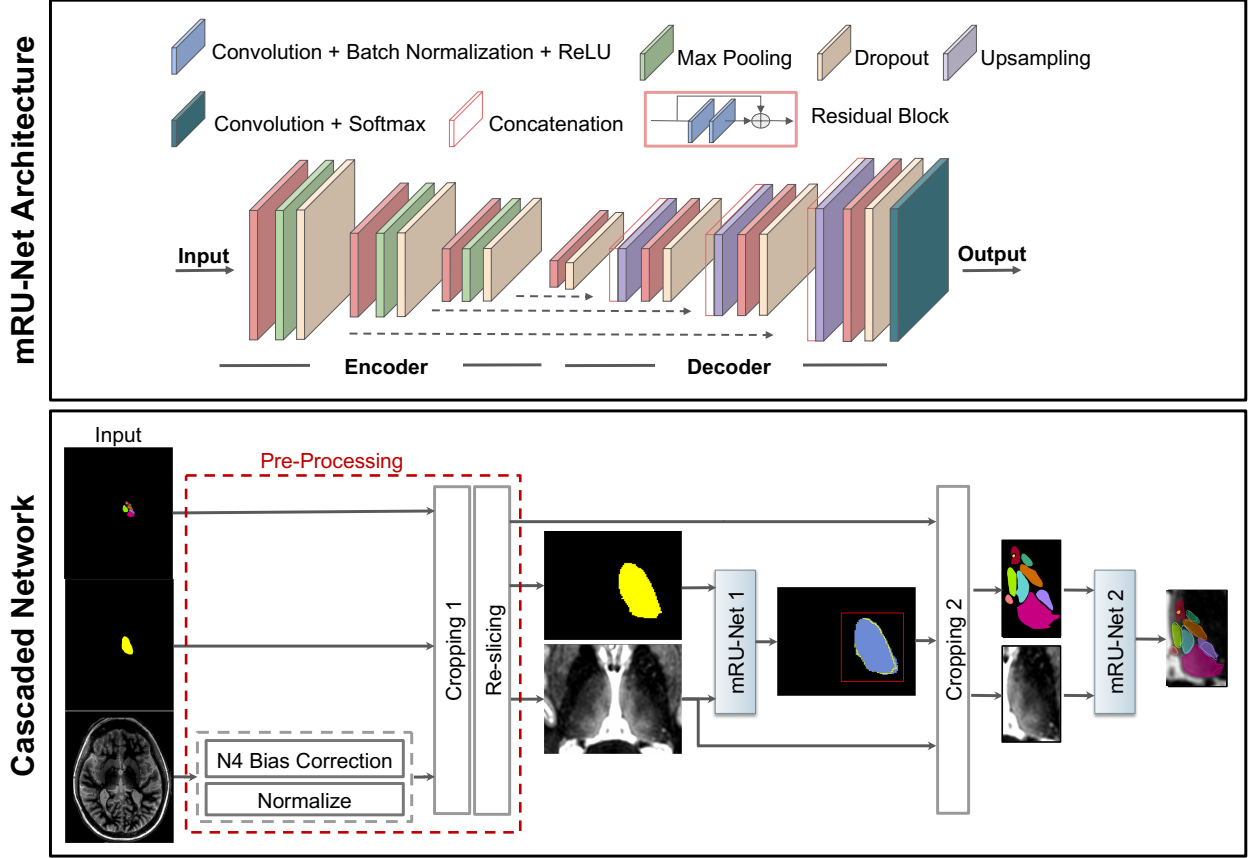 mRU-Net Architecture
Convolution + Batch Normalization + ReLU
Max Pooling
Dropout
Upsampling
Convolution + Softmax
Concatenation
Residual Block
Input
Output
Encoder
Decoder
Cascaded Network
Input
Pre-Processing
N4 Bias Correction
Normalize
Cropping 1
Re-slicing
mRU-Net 1
Cropping 2
mRU-Net 2